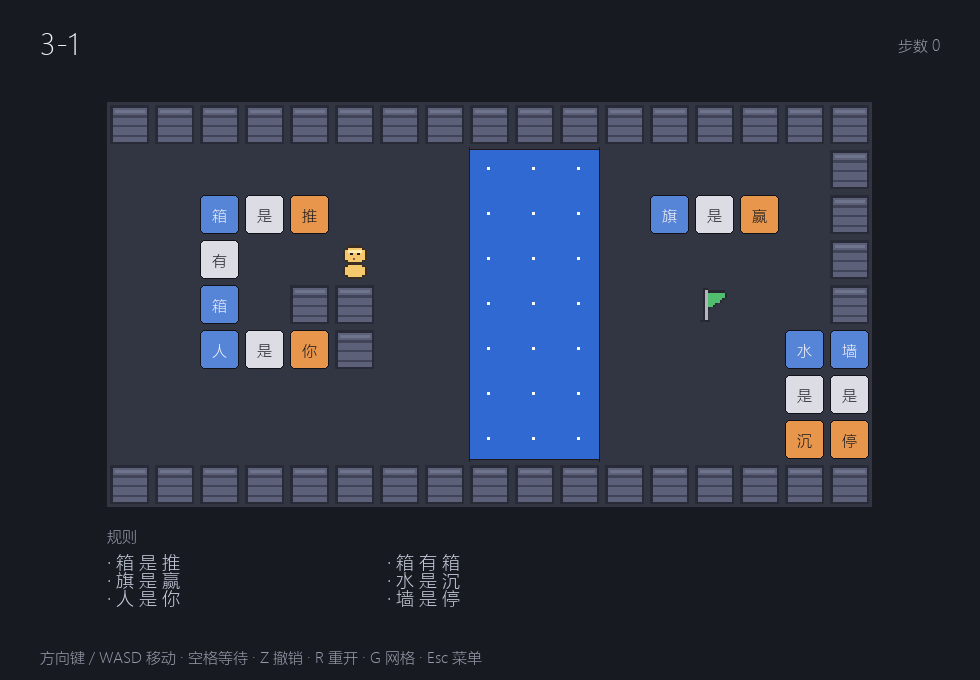 3-1
步数 0
箱 是 推
旗 是 赢
有
箱
人 是 你
水 墙
是 是
沉 停
规则
· 箱 是 推
· 箱 有 箱
· 旗 是 赢
· 水 是 沉
· 人 是 你
· 墙 是 停
方向键 / WASD 移动 · 空格等待 · Z 撤销 · R 重开 · G 网格 · Esc 菜单